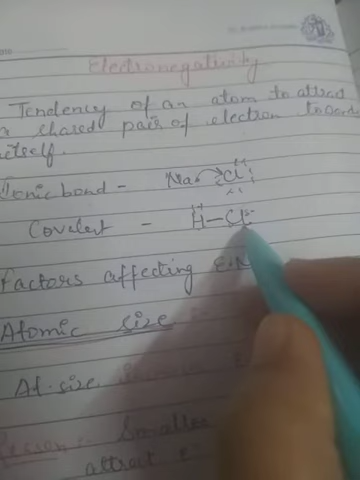 Electronegativity
Tendency of an atom to attract
a shared pair of electron towards
itself.
Ionic bond - Na Cl
Covalent - H-Cl
Factors affecting E.N
Atomic size
At. size
Reason :- Smaller
attract e